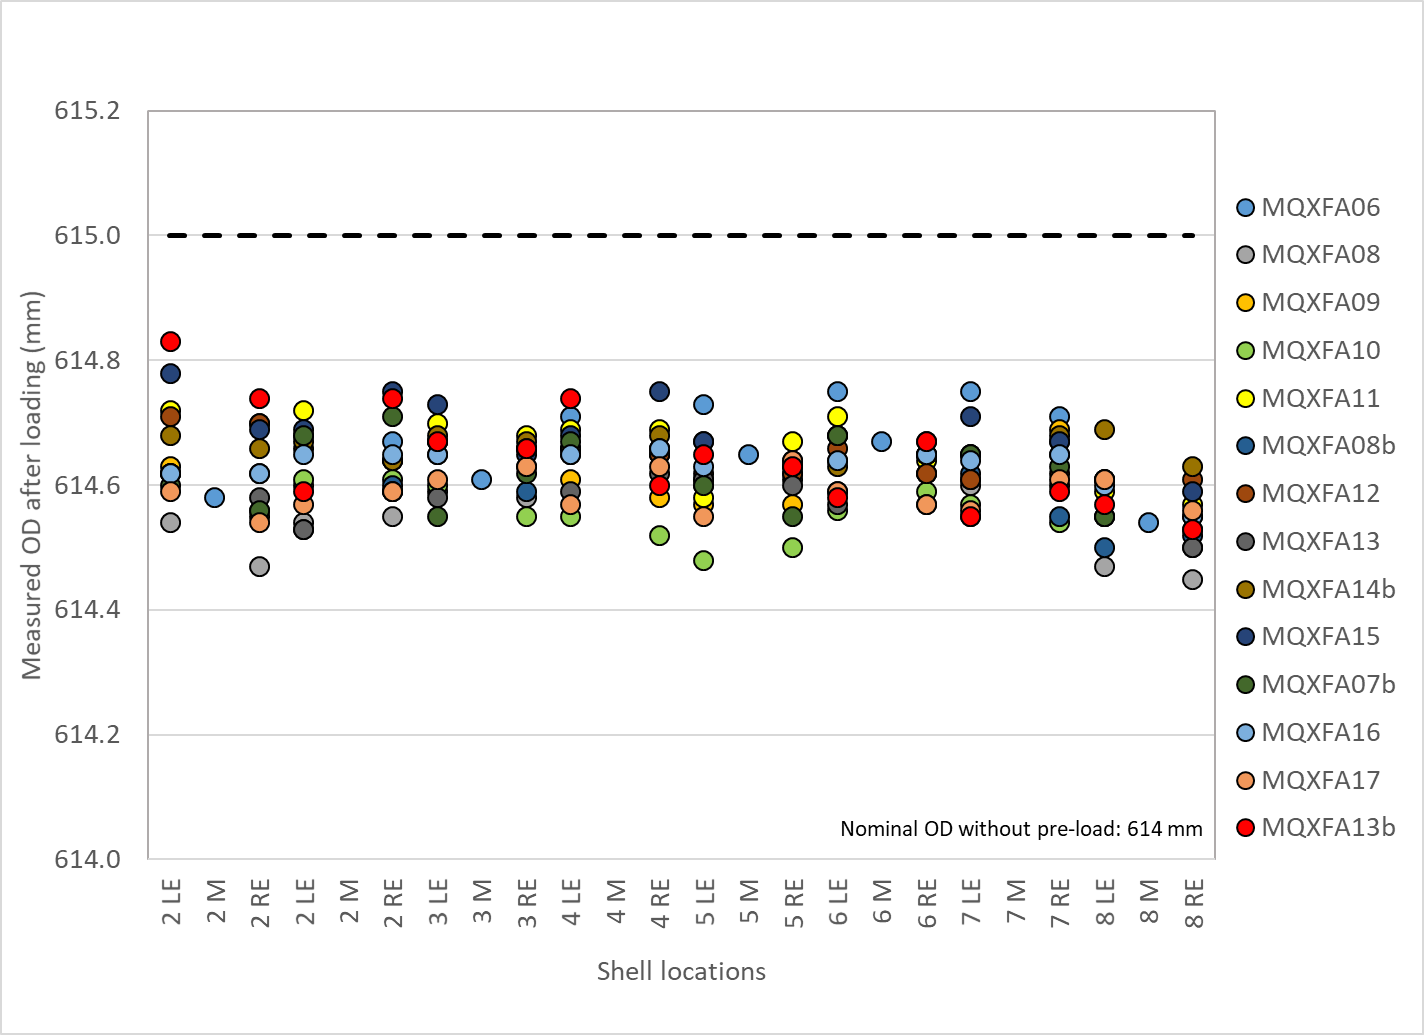 615.2
615.0
614.8
614.6
614.4
614.2
614.0
Measured OD after loading (mm)
Nominal OD without pre-load: 614 mm
2 LE
2 M
2 RE
2 LE
2 M
2 RE
3 LE
3 M
3 RE
4 LE
4 M
4 RE
5 LE
5 M
5 RE
6 LE
6 M
6 RE
7 LE
7 M
7 RE
8 LE
8 M
8 RE
Shell locations
MQXFA06
MQXFA08
MQXFA09
MQXFA10
MQXFA11
MQXFA08b
MQXFA12
MQXFA13
MQXFA14b
MQXFA15
MQXFA07b
MQXFA16
MQXFA17
MQXFA13b